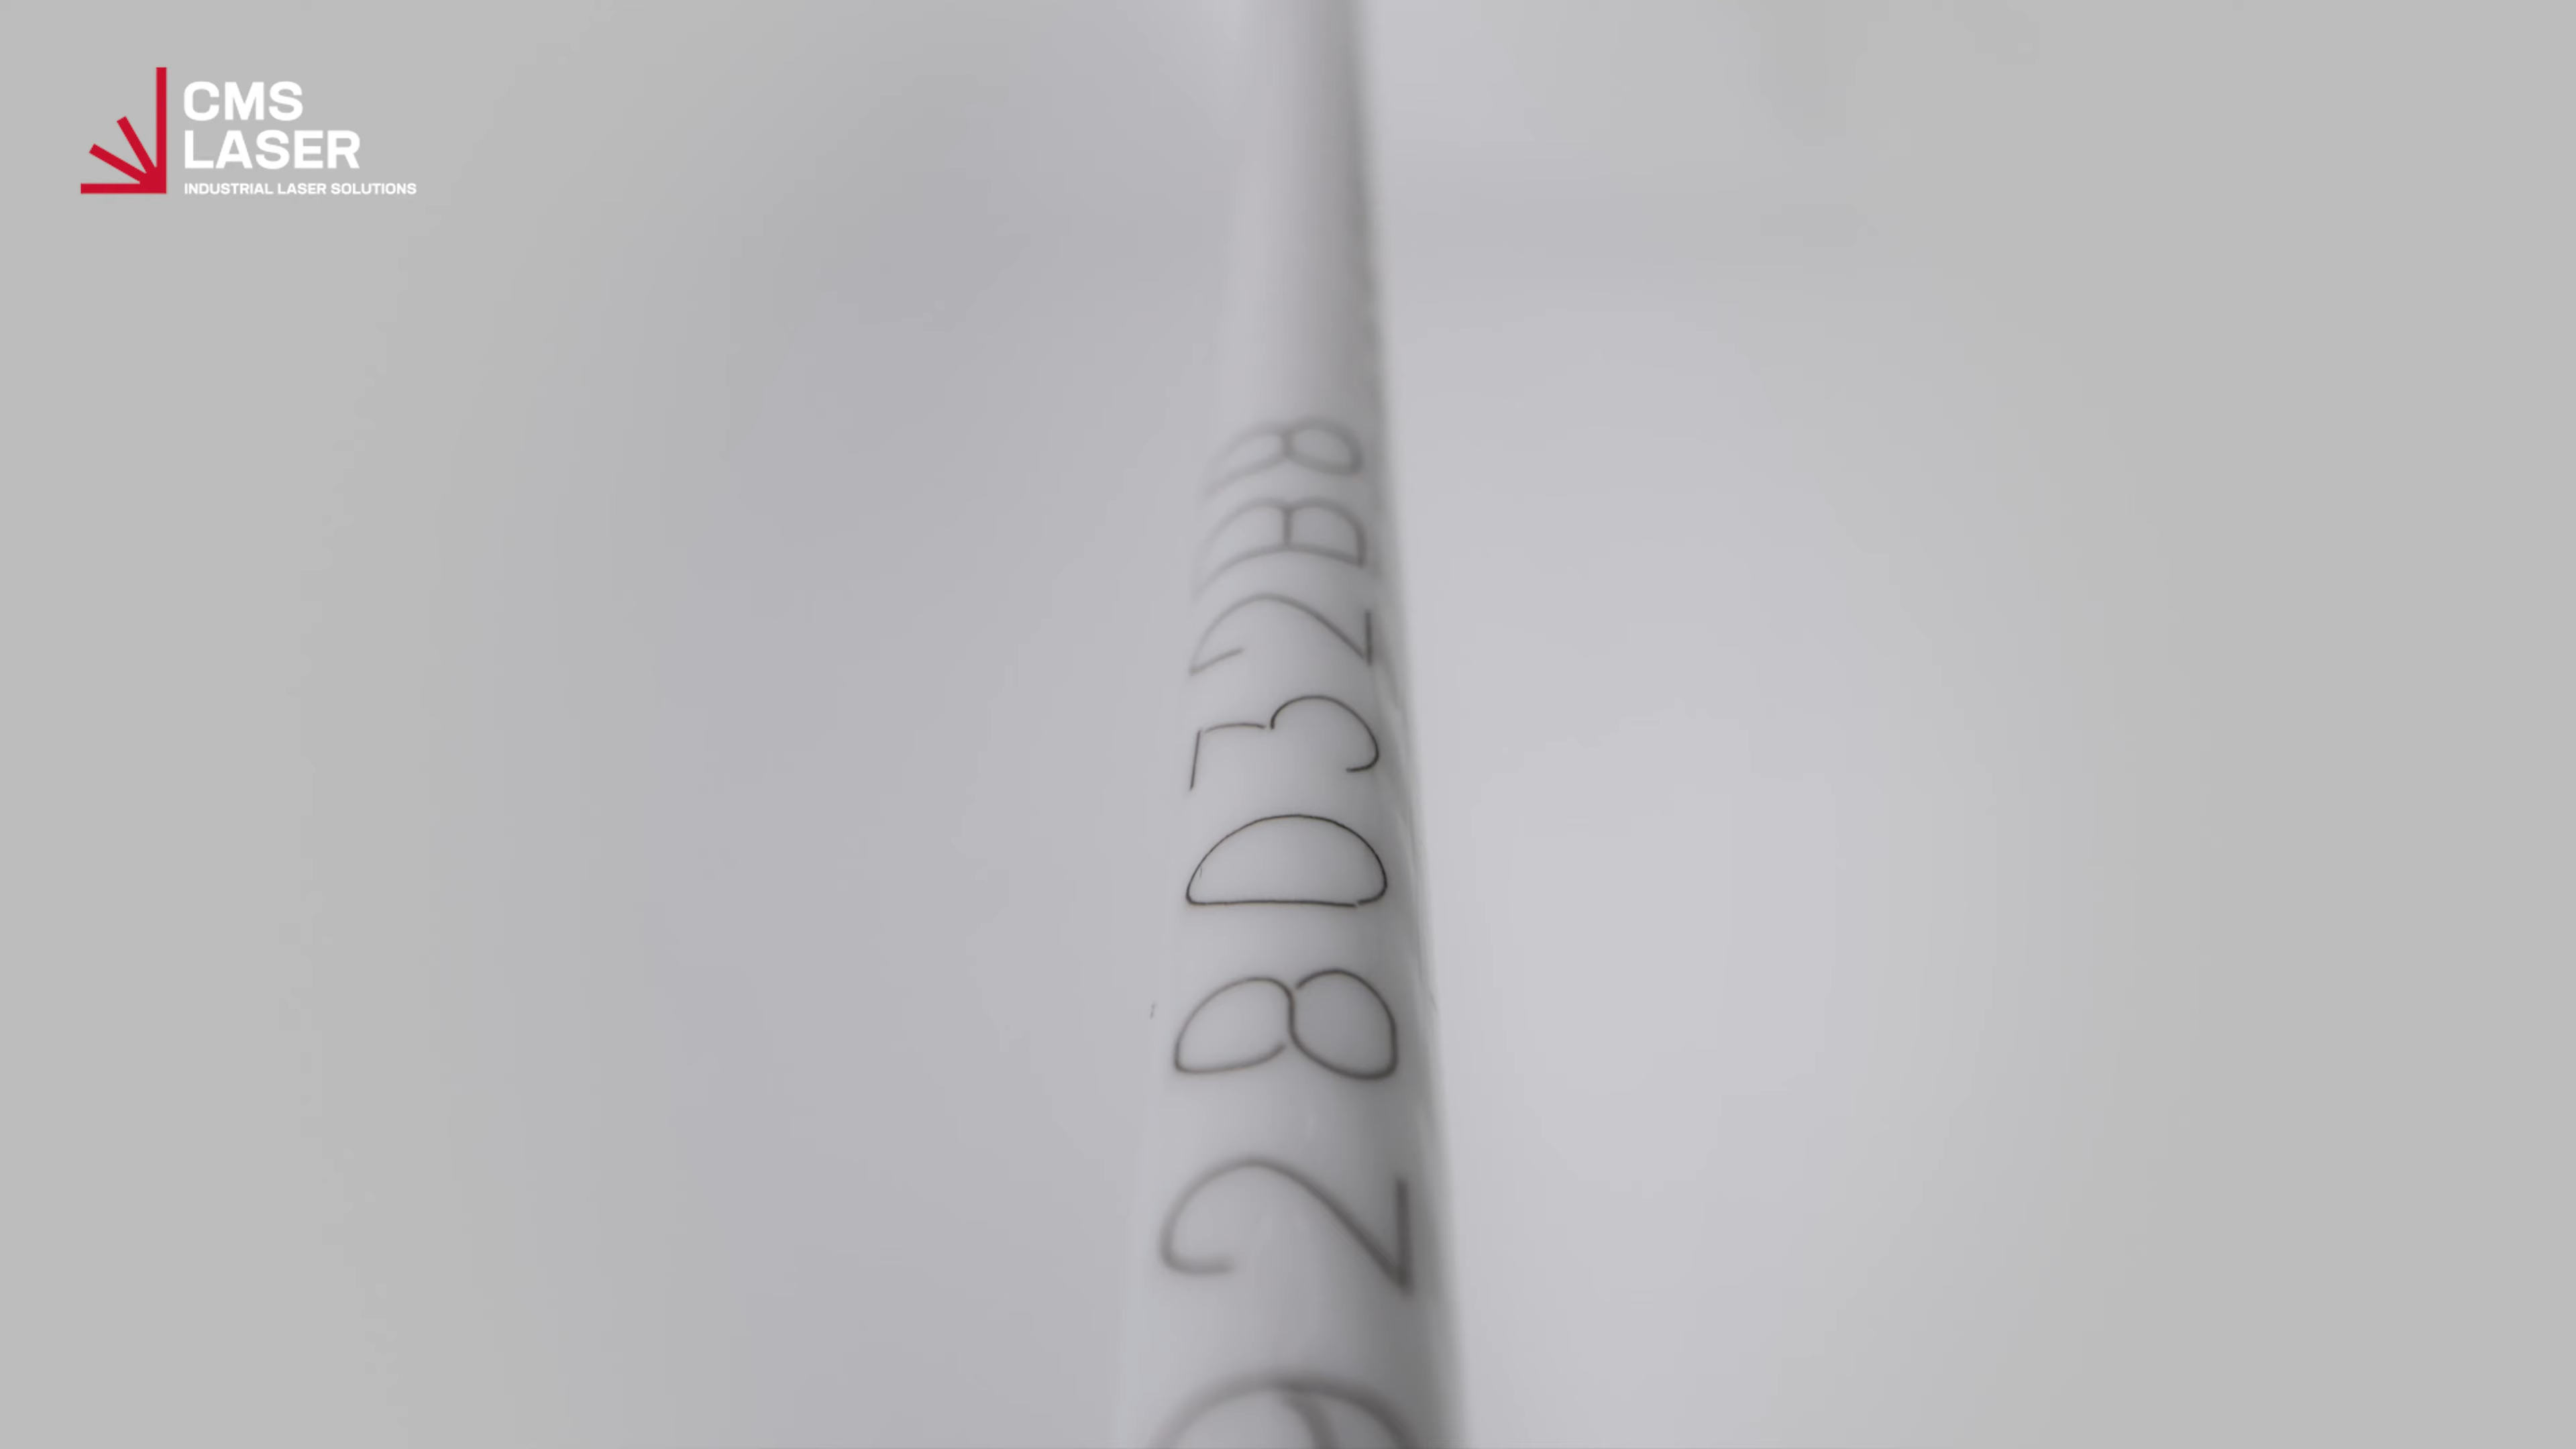 CMS
LASER
INDUSTRIAL LASER SOLUTIONS
28D32B8